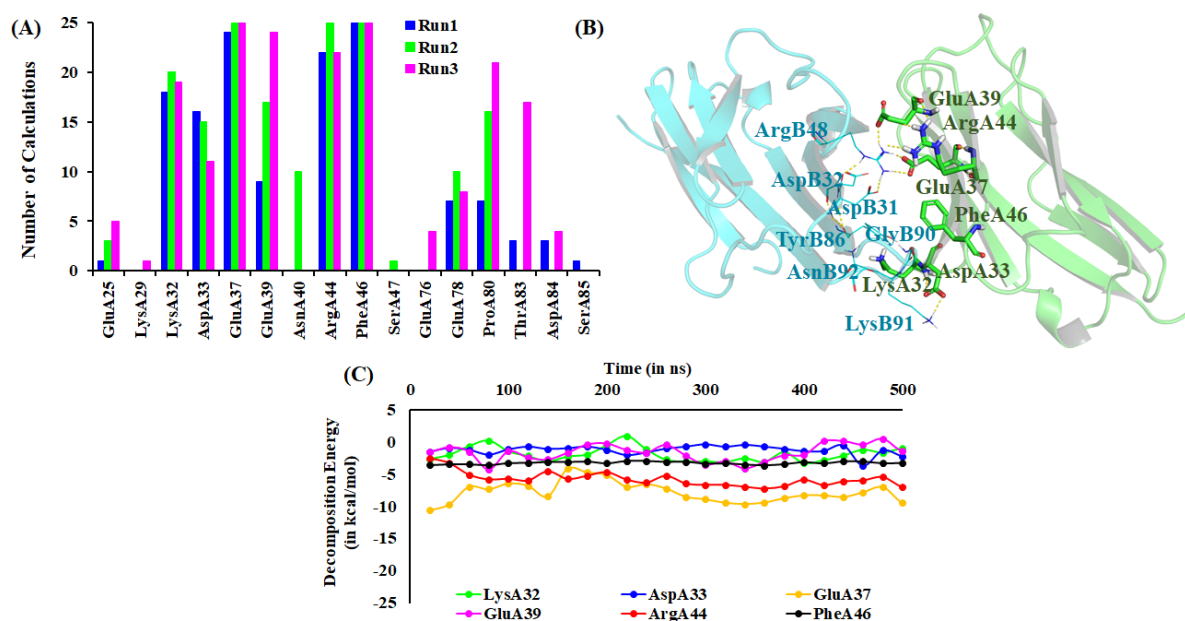 (A)
Number of Calculations
25
20
15
10
5
0
Run1
Run2
Run3
GluA25
LysA29
LysA32
AspA33
GluA37
GluA39
AsnA40
ArgA44
PheA46
SerA47
GluA76
GluA78
ProA80
ThrA83
AspA84
SerA85
(B)
GluA39
ArgB48
ArgA44
AspB32
GluA37
AspB31
PheA46
TyrB86
GlyB90
AsnB92
AspA33
LysA32
LysB91
(C)
Time (in ns)
0 100 200 300 400 500
Decomposition Energy
(in kcal/mol)
5
0
-5
-10
-15
-20
-25
LysA32 AspA33 GluA37
GluA39 ArgA44 PheA46